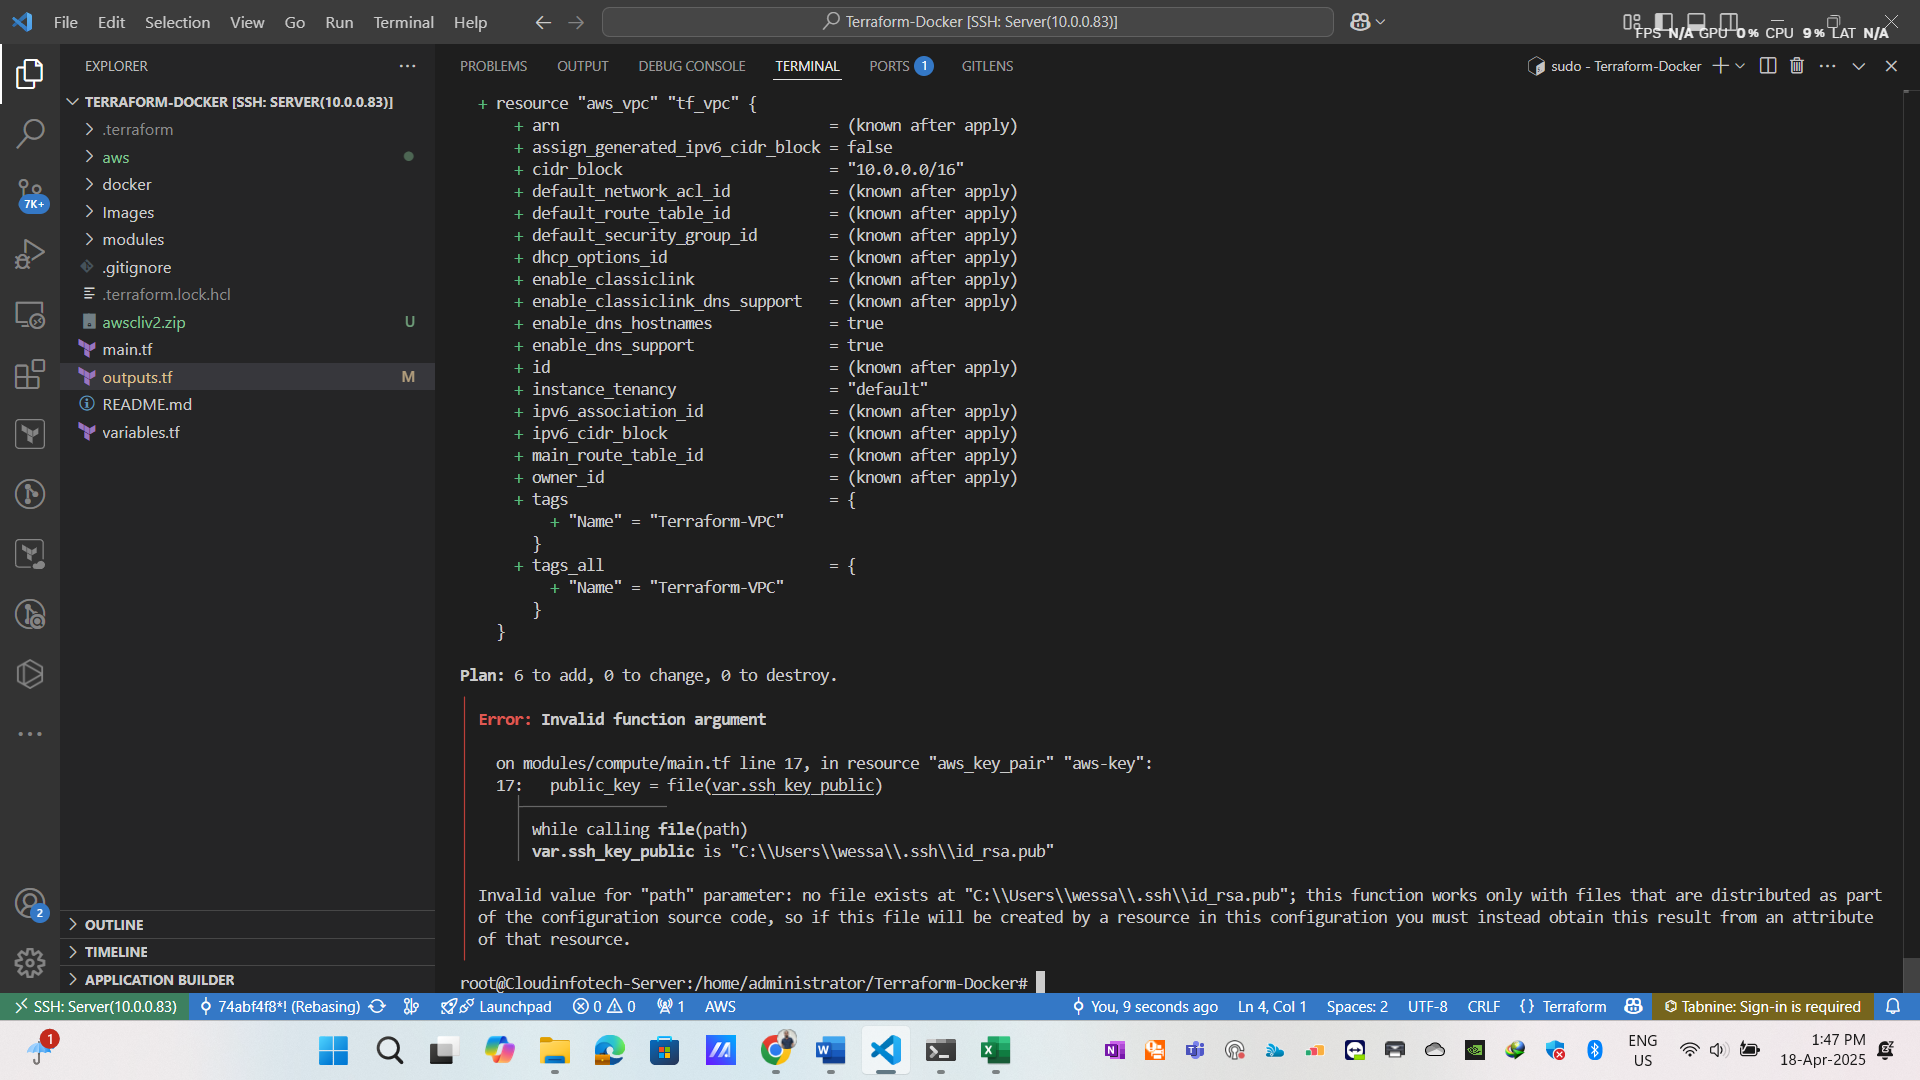 File Edit Selection View Go Run Terminal Help
Terraform-Docker [SSH: Server(10.0.0.83)]
FPS N/A GPU 0% CPU 9% LAT N/A
EXPLORER
PROBLEMS OUTPUT DEBUG CONSOLE TERMINAL PORTS 1 GITLENS
sudo - Terraform-Docker
TERRAFORM-DOCKER [SSH: SERVER(10.0.0.83)]
.terraform
aws
docker
Images
modules
.gitignore
.terraform.lock.hcl
awscliv2.zip U
main.tf
outputs.tf M
README.md
variables.tf
7K+
2
OUTLINE
TIMELINE
APPLICATION BUILDER
+ resource "aws_vpc" "tf_vpc" {
+ arn = (known after apply)
+ assign_generated_ipv6_cidr_block = false
+ cidr_block = "10.0.0.0/16"
+ default_network_acl_id = (known after apply)
+ default_route_table_id = (known after apply)
+ default_security_group_id = (known after apply)
+ dhcp_options_id = (known after apply)
+ enable_classiclink = (known after apply)
+ enable_classiclink_dns_support = (known after apply)
+ enable_dns_hostnames = true
+ enable_dns_support = true
+ id = (known after apply)
+ instance_tenancy = "default"
+ ipv6_association_id = (known after apply)
+ ipv6_cidr_block = (known after apply)
+ main_route_table_id = (known after apply)
+ owner_id = (known after apply)
+ tags = {
+ "Name" = "Terraform-VPC"
}
+ tags_all = {
+ "Name" = "Terraform-VPC"
}
}
Plan: 6 to add, 0 to change, 0 to destroy.
Error: Invalid function argument
on modules/compute/main.tf line 17, in resource "aws_key_pair" "aws-key":
17: public_key = file(var.ssh_key_public)
while calling file(path)
var.ssh_key_public is "C:\\Users\\wessa\\.ssh\\id_rsa.pub"
Invalid value for "path" parameter: no file exists at "C:\\Users\\wessa\\.ssh\\id_rsa.pub"; this function works only with files that are distributed as part
of the configuration source code, so if this file will be created by a resource in this configuration you must instead obtain this result from an attribute
of that resource.
root@Cloudinfotech-Server:/home/administrator/Terraform-Docker#
SSH: Server(10.0.0.83) 74abf4f8*! (Rebasing) Launchpad 0 0 1 AWS You, 9 seconds ago Ln 4, Col 1 Spaces: 2 UTF-8 CRLF {} Terraform Tabnine: Sign-in is required
1
ENG
US
1:47 PM
18-Apr-2025